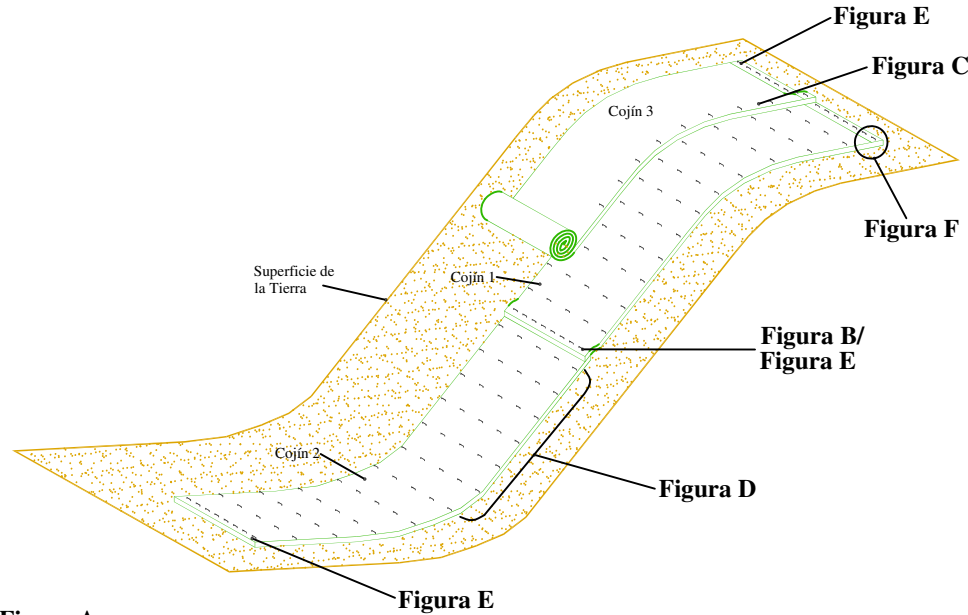 Figura E
Figura C
Cojín 3
Figura F
Cojín 1
Superficie de
la Tierra
Figura B/
Figura E
Cojín 2
Figura D
Figura E